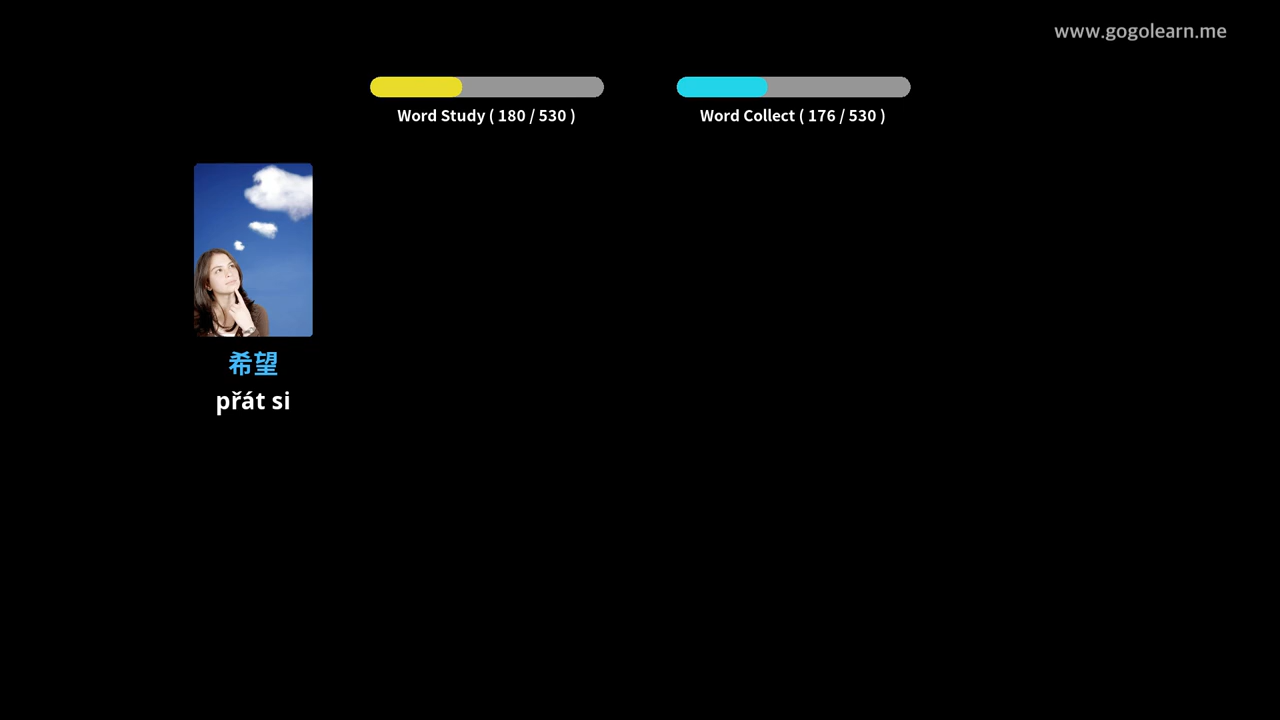 www.gogolearn.me
Word Study ( 180 / 530 )
Word Collect ( 176 / 530 )
希望
přát si